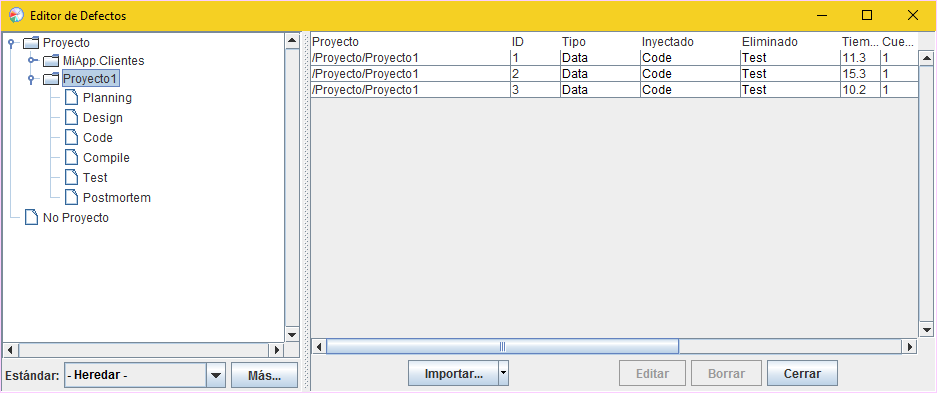 Editor de Defectos
Proyecto
MiApp.Clientes
Proyecto1
Planning
Design
Code
Compile
Test
Postmortem
No Proyecto
Estándar: - Heredar - Más...
Proyecto ID Tipo Inyectado Eliminado Tiem... Cue...
/Proyecto/Proyecto1 1 Data Code Test 11.3 1
/Proyecto/Proyecto1 2 Data Code Test 15.3 1
/Proyecto/Proyecto1 3 Data Code Test 10.2 1
Importar... Editar Borrar Cerrar